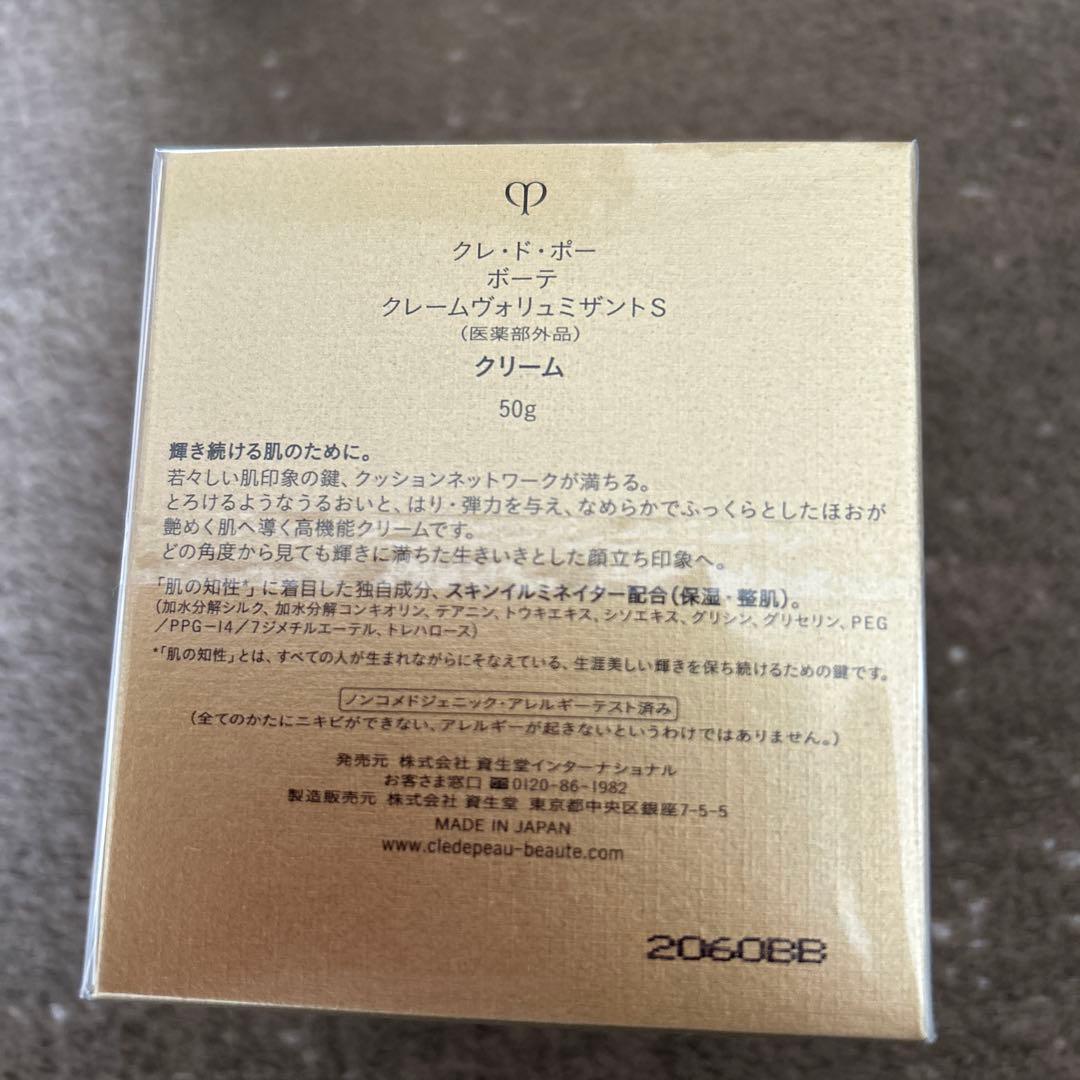 クレ・ド・ポー
ボーテ
クレームヴォリュミザントS
（医薬部外品）
クリーム
50g
輝き続ける肌のために。
若々しい肌印象の鍵、クッションネットワークが満ちる。
とろけるようなうるおいと、はり・弾力を与え、なめらかでふっくらとしたほおが
艶めく肌へ導く高機能クリームです。
どの角度から見ても輝きに満ちた生きいきとした顔立ち印象へ。
「肌の知性*」に着目した独自成分、スキンイルミネイター配合（保湿・整肌）。
（加水分解シルク、加水分解コンキオリン、テアニン、トウキエキス、シソエキス、グリシン、グリセリン、PEG
/PPG-14/7ジメチルエーテル、トレハロース）
*「肌の知性」とは、すべての人が生まれながらにそなえている、生涯美しい輝きを保ち続けるための鍵です。
ノンコメドジェニック・アレルギーテスト済み
（全てのかたにニキビができない、アレルギーが起きないというわけではありません。）
発売元 株式会社 資生堂インターナショナル
お客さま窓口 ☎0120-86-1982
製造販売元 株式会社 資生堂 東京都中央区銀座7-5-5
MADE IN JAPAN
www.cledepeau-beaute.com
2060BB